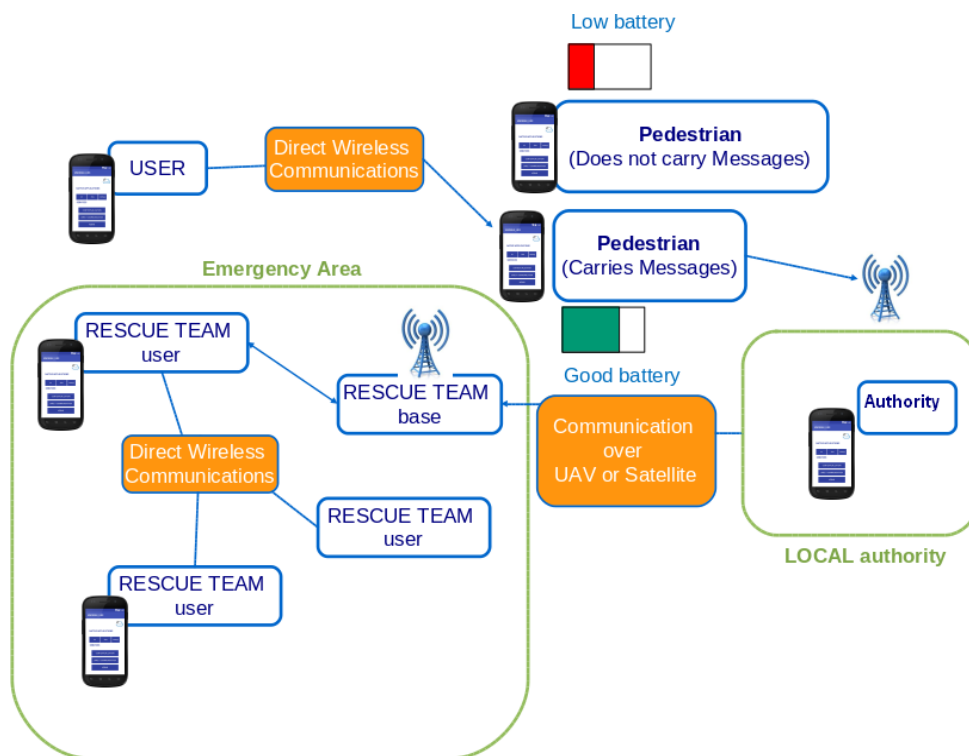 Low battery
Pedestrian
(Does not carry Messages)
Direct Wireless
Communications
USER
Pedestrian
(Carries Messages)
Good battery
Emergency Area
RESCUE TEAM
user
RESCUE TEAM
base
Communication
over
UAV or Satellite
Authority
LOCAL authority
Direct Wireless
Communications
RESCUE TEAM
user
RESCUE TEAM
user